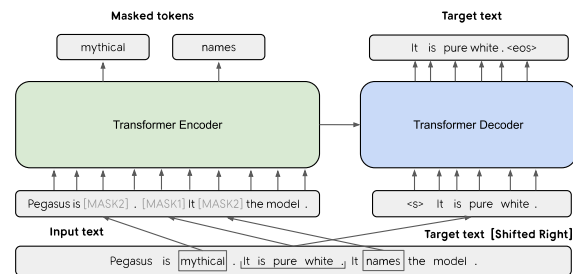 Masked tokens Target text
mythical names It is pure white . <eos>
Transformer Encoder Transformer Decoder
Pegasus is [MASK2] . [MASK1] It [MASK2] the model . <s> It is pure white .
Input text Target text [Shifted Right]
Pegasus is mythical . It is pure white . It names the model .